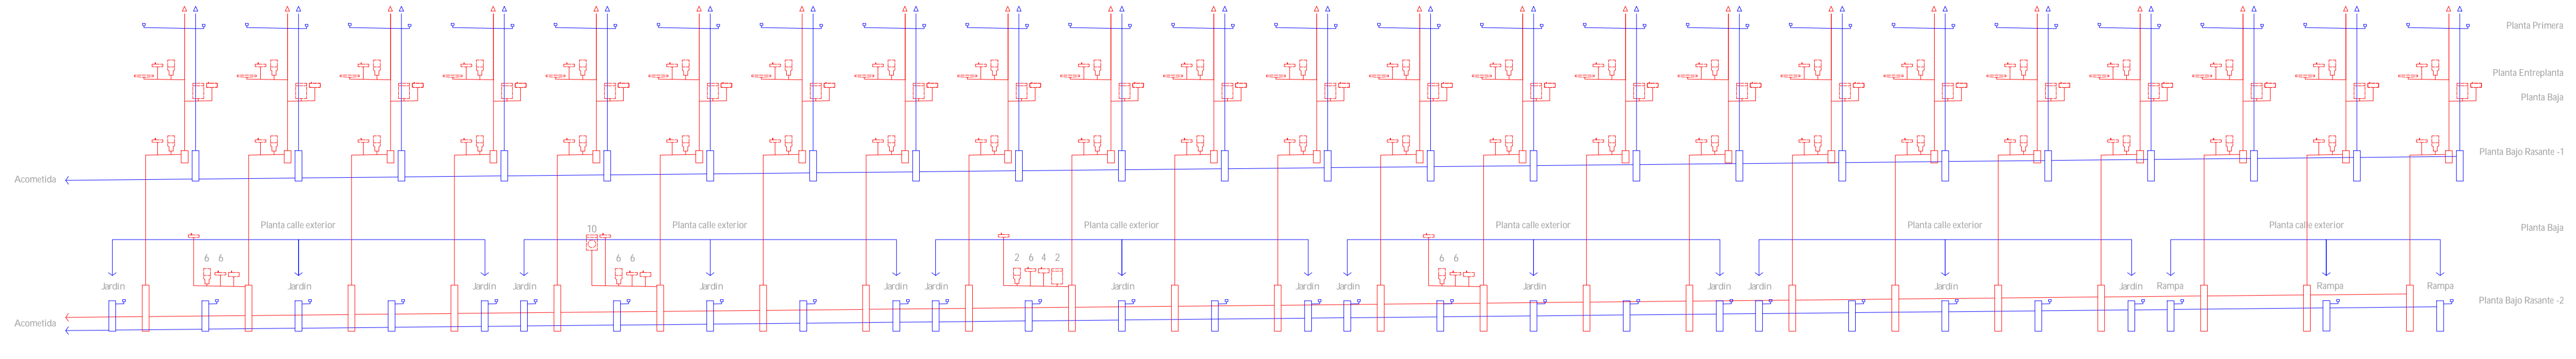 Planta Primera
Planta Entreplanta
Planta Baja
Planta Bajo Rasante -1
Acometida
Planta calle exterior Planta calle exterior Planta calle exterior Planta calle exterior Planta calle exterior Planta calle exterior
Planta Baja
10
6 6 6 6 2 6 4 2 6 6
Jardin Jardin Jardin Jardin Jardin Jardin Jardin Jardin Jardin Jardin Jardin Jardin Jardin Jardin Jardin Rampa Rampa Rampa
Planta Bajo Rasante -2
Acometida